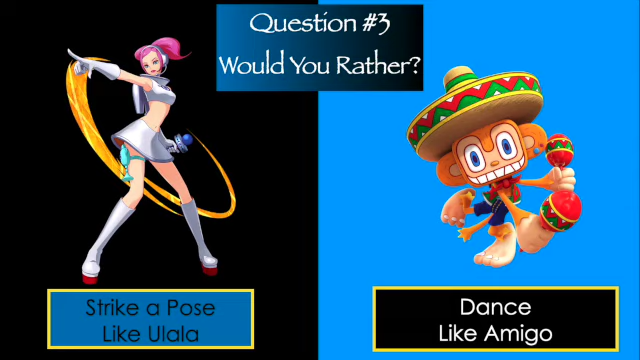 Question #3
Would You Rather?
Strike a Pose
Like Ulala
Dance
Like Amigo